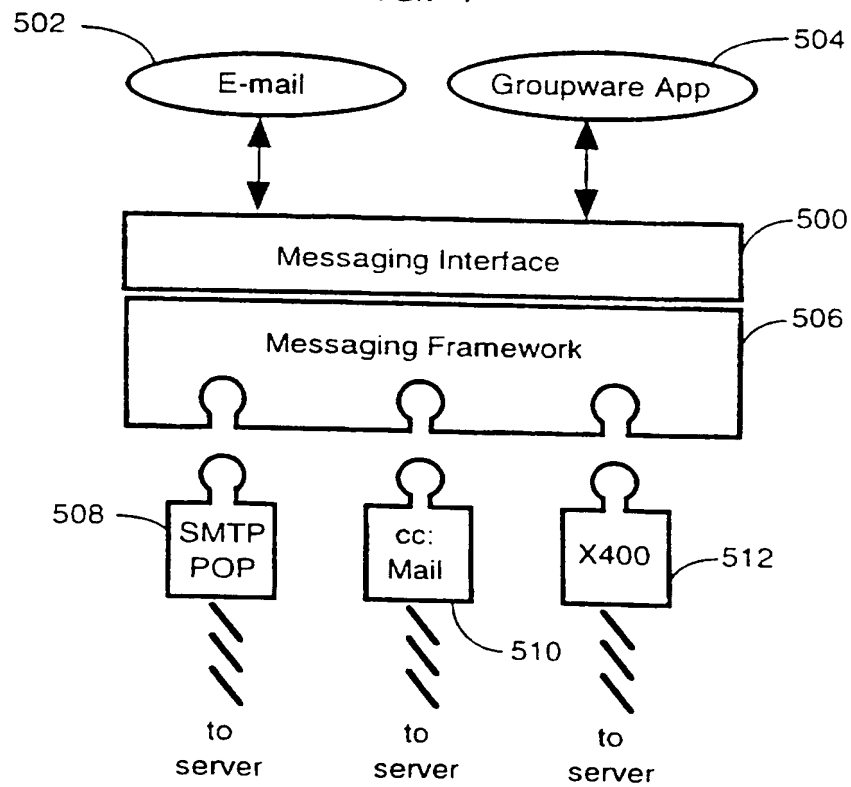 502
504
E-mail
Groupware App
500
Messaging Interface
506
Messaging Framework
508
SMTP
POP
cc:
Mail
X400
512
510
to
server
to
server
to
server